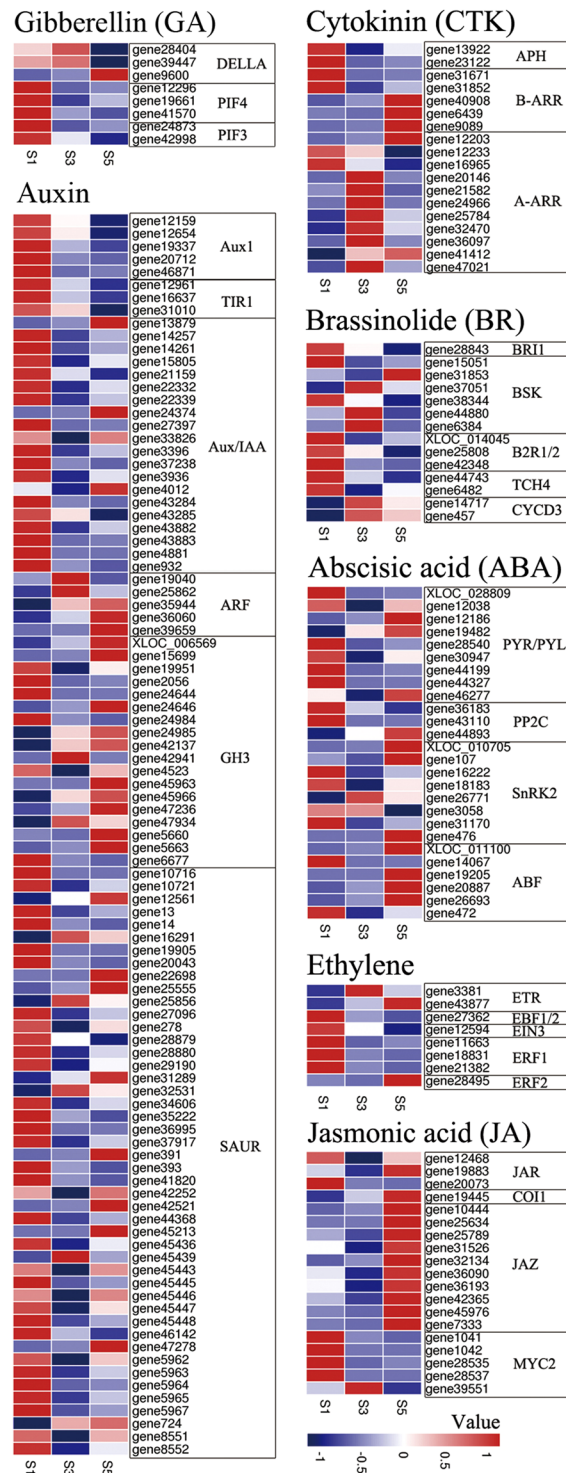 Gibberellin (GA)
gene28404
gene39447
DELLA
gene9600
gene12296
gene19661
PIF4
gene41570
gene24873
PIF3
gene42998
S1
S3
S5
Auxin
gene12159
gene12654
gene19337
Aux1
gene20712
gene46871
gene12961
gene16637
TIR1
gene31010
gene13879
gene14257
gene14261
gene15805
gene21159
gene22332
gene22339
gene24374
gene27397
gene33826
Aux/IAA
gene3396
gene37238
gene3936
gene4012
gene43284
gene43285
gene43882
gene43883
gene4881
gene932
gene19040
gene25862
gene35944
ARF
gene36060
gene39659
XLOC_006569
gene15699
gene19951
gene2056
gene24644
gene24646
gene24984
gene24985
gene42137
gene42941
GH3
gene4523
gene45963
gene45966
gene47236
gene47934
gene5660
gene5663
gene6677
gene10716
gene10721
gene12561
gene13
gene14
gene16291
gene19905
gene20043
gene22698
gene25555
gene25856
gene27096
gene278
gene28879
gene28880
gene29190
gene31289
gene32531
gene34606
gene35222
gene36995
gene37917
SAUR
gene391
gene393
gene41820
gene42252
gene42521
gene44368
gene45213
gene45436
gene45439
gene45443
gene45445
gene45446
gene45447
gene45448
gene46142
gene47278
gene5962
gene5963
gene5964
gene5965
gene5967
gene724
gene8551
gene8552
S1
S3
S5
Cytokinin (CTK)
gene13922
APH
gene23122
gene31671
gene31852
B-ARR
gene40908
gene6439
gene9089
gene12203
gene12233
gene16965
gene20146
gene21582
gene24966
A-ARR
gene25784
gene32470
gene36097
gene41412
gene47021
S1
S3
S5
Brassinolide (BR)
gene28843
BRI1
gene15051
gene31853
gene37051
BSK
gene38344
gene44880
gene6384
XLOC_014045
gene25808
B2R1/2
gene42348
gene44743
TCH4
gene6482
gene14717
CYCD3
gene457
S1
S3
S5
Abscisic acid (ABA)
XLOC_028809
gene12038
gene12186
gene19482
gene28540
PYR/PYL
gene30947
gene44199
gene44327
gene46277
gene36183
gene43110
PP2C
gene44893
XLOC_010705
gene107
gene16222
gene18183
SnRK2
gene26771
gene3058
gene31170
gene476
XLOC_011100
gene14067
gene19205
gene20887
ABF
gene26693
gene472
S1
S3
S5
Ethylene
gene3381
ETR
gene43877
gene27362
EBF1/2
gene12594
EIN3
gene11663
gene18831
ERF1
gene21382
gene28495
ERF2
S1
S3
S5
Jasmonic acid (JA)
gene12468
gene19883
JAR
gene20073
gene19445
COI1
gene10444
gene25634
gene25789
gene31526
gene32134
JAZ
gene36090
gene36193
gene42365
gene45976
gene7333
gene1041
gene1042
gene28535
MYC2
gene28537
gene39551
S1
S3
S5
Value
-1
-0.5
0
0.5
1